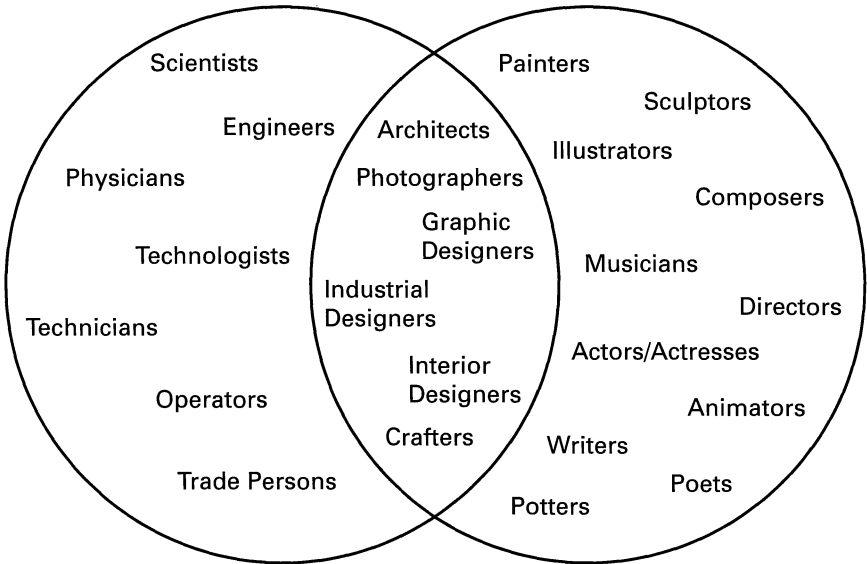 Scientists
Engineers
Physicians
Technologists
Technicians
Operators
Trade Persons
Architects
Photographers
Graphic
Designers
Industrial
Designers
Interior
Designers
Crafters
Painters
Sculptors
Illustrators
Composers
Musicians
Directors
Actors/Actresses
Animators
Writers
Poets
Potters